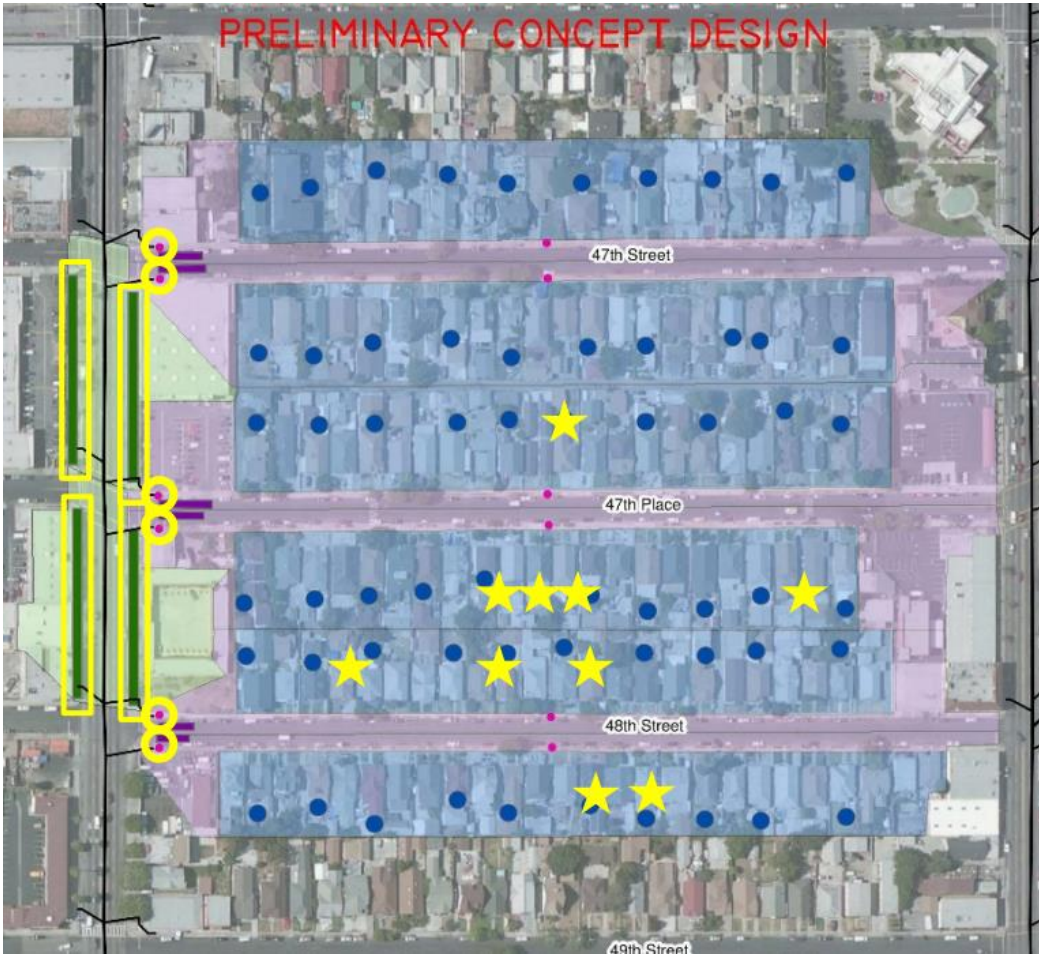 PRELIMINARY CONCEPT DESIGN
47th Street
47th Place
48th Street
49th Street